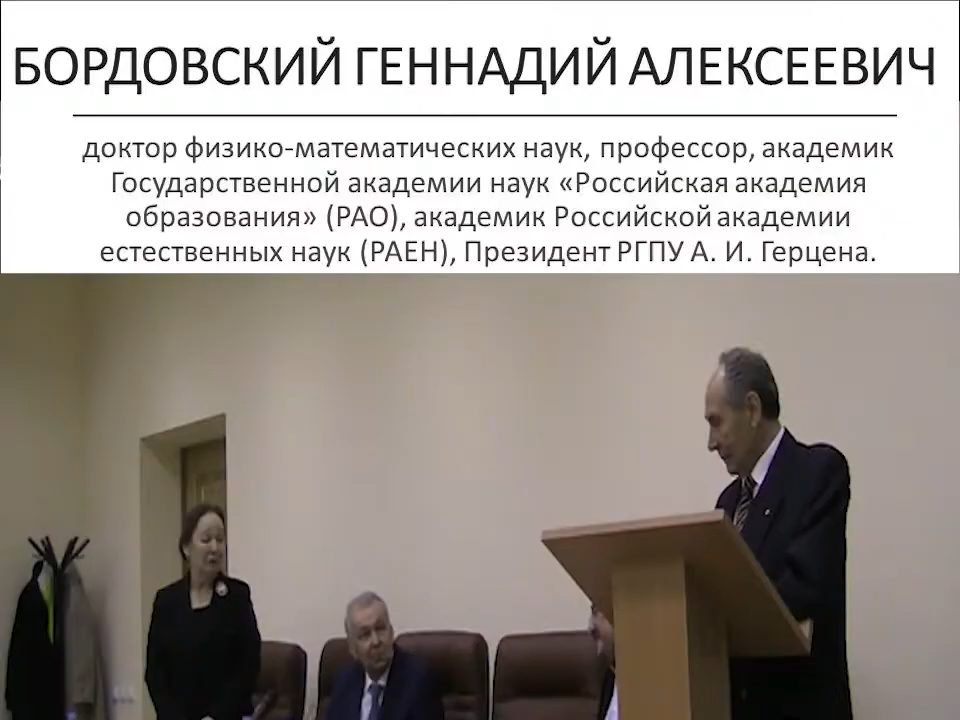 БОРДОВСКИЙ ГЕННАДИЙ АЛЕКСЕЕВИЧ
доктор физико-математических наук, профессор, академик
Государственной академии наук «Российская академия
образования» (РАО), академик Российской академии
естественных наук (РАЕН), Президент РГПУ А. И. Герцена.